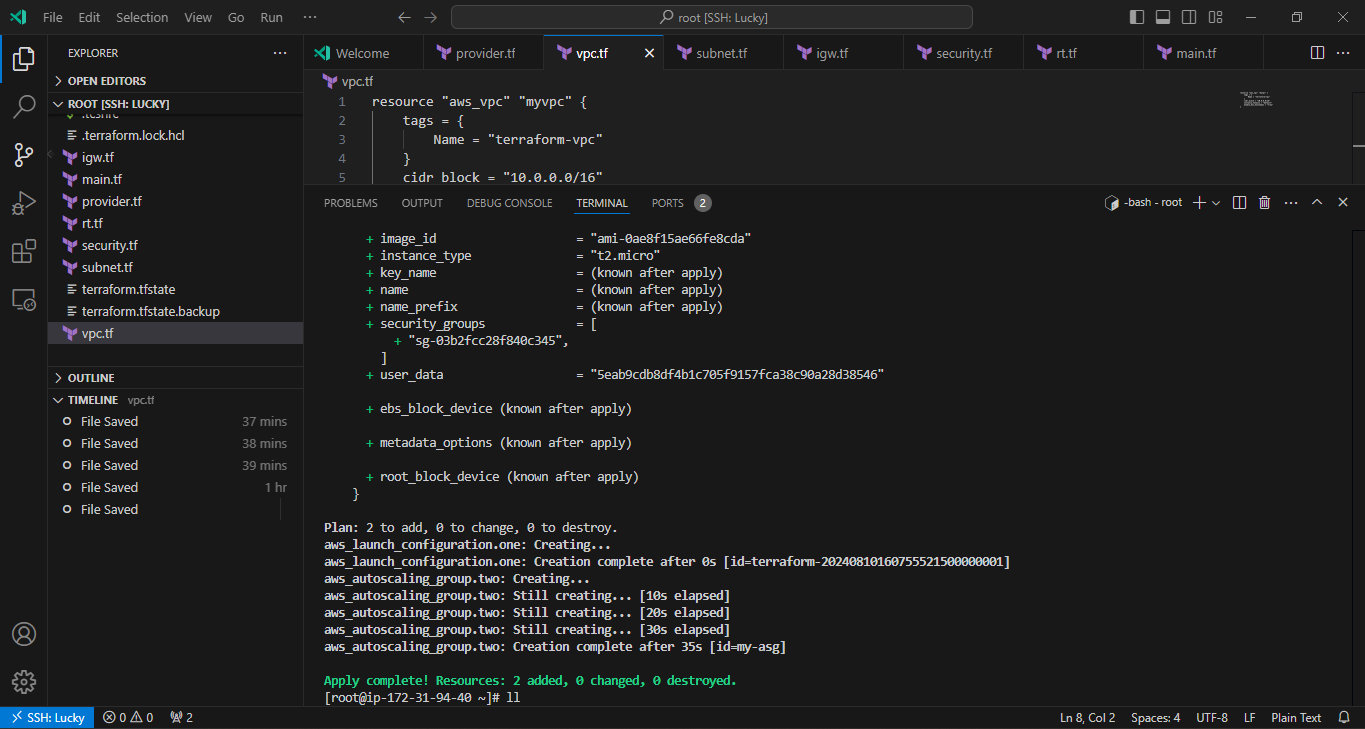 File Edit Selection View Go Run ··· root [SSH: Lucky]
EXPLORER ···
OPEN EDITORS
ROOT [SSH: LUCKY]
.tcshrc
.terraform.lock.hcl
igw.tf
main.tf
provider.tf
rt.tf
security.tf
subnet.tf
terraform.tfstate
terraform.tfstate.backup
vpc.tf
OUTLINE
TIMELINE vpc.tf
File Saved 37 mins
File Saved 38 mins
File Saved 39 mins
File Saved 1 hr
File Saved
Welcome provider.tf vpc.tf subnet.tf igw.tf security.tf rt.tf main.tf
vpc.tf
1 resource "aws_vpc" "myvpc" {
2 tags = {
3 Name = "terraform-vpc"
4 }
5 cidr_block = "10.0.0.0/16"
PROBLEMS OUTPUT DEBUG CONSOLE TERMINAL PORTS 2 -bash - root
+ image_id = "ami-0ae8f15ae66fe8cda"
+ instance_type = "t2.micro"
+ key_name = (known after apply)
+ name = (known after apply)
+ name_prefix = (known after apply)
+ security_groups = [
+ "sg-03b2fcc28f840c345",
]
+ user_data = "5eab9cdb8df4b1c705f9157fca38c90a28d38546"
+ ebs_block_device (known after apply)
+ metadata_options (known after apply)
+ root_block_device (known after apply)
}
Plan: 2 to add, 0 to change, 0 to destroy.
aws_launch_configuration.one: Creating...
aws_launch_configuration.one: Creation complete after 0s [id=terraform-20240810160755521500000001]
aws_autoscaling_group.two: Creating...
aws_autoscaling_group.two: Still creating... [10s elapsed]
aws_autoscaling_group.two: Still creating... [20s elapsed]
aws_autoscaling_group.two: Still creating... [30s elapsed]
aws_autoscaling_group.two: Creation complete after 35s [id=my-asg]
Apply complete! Resources: 2 added, 0 changed, 0 destroyed.
[root@ip-172-31-94-40 ~]# ll
SSH: Lucky 0 0 2 Ln 8, Col 2 Spaces: 4 UTF-8 LF Plain Text